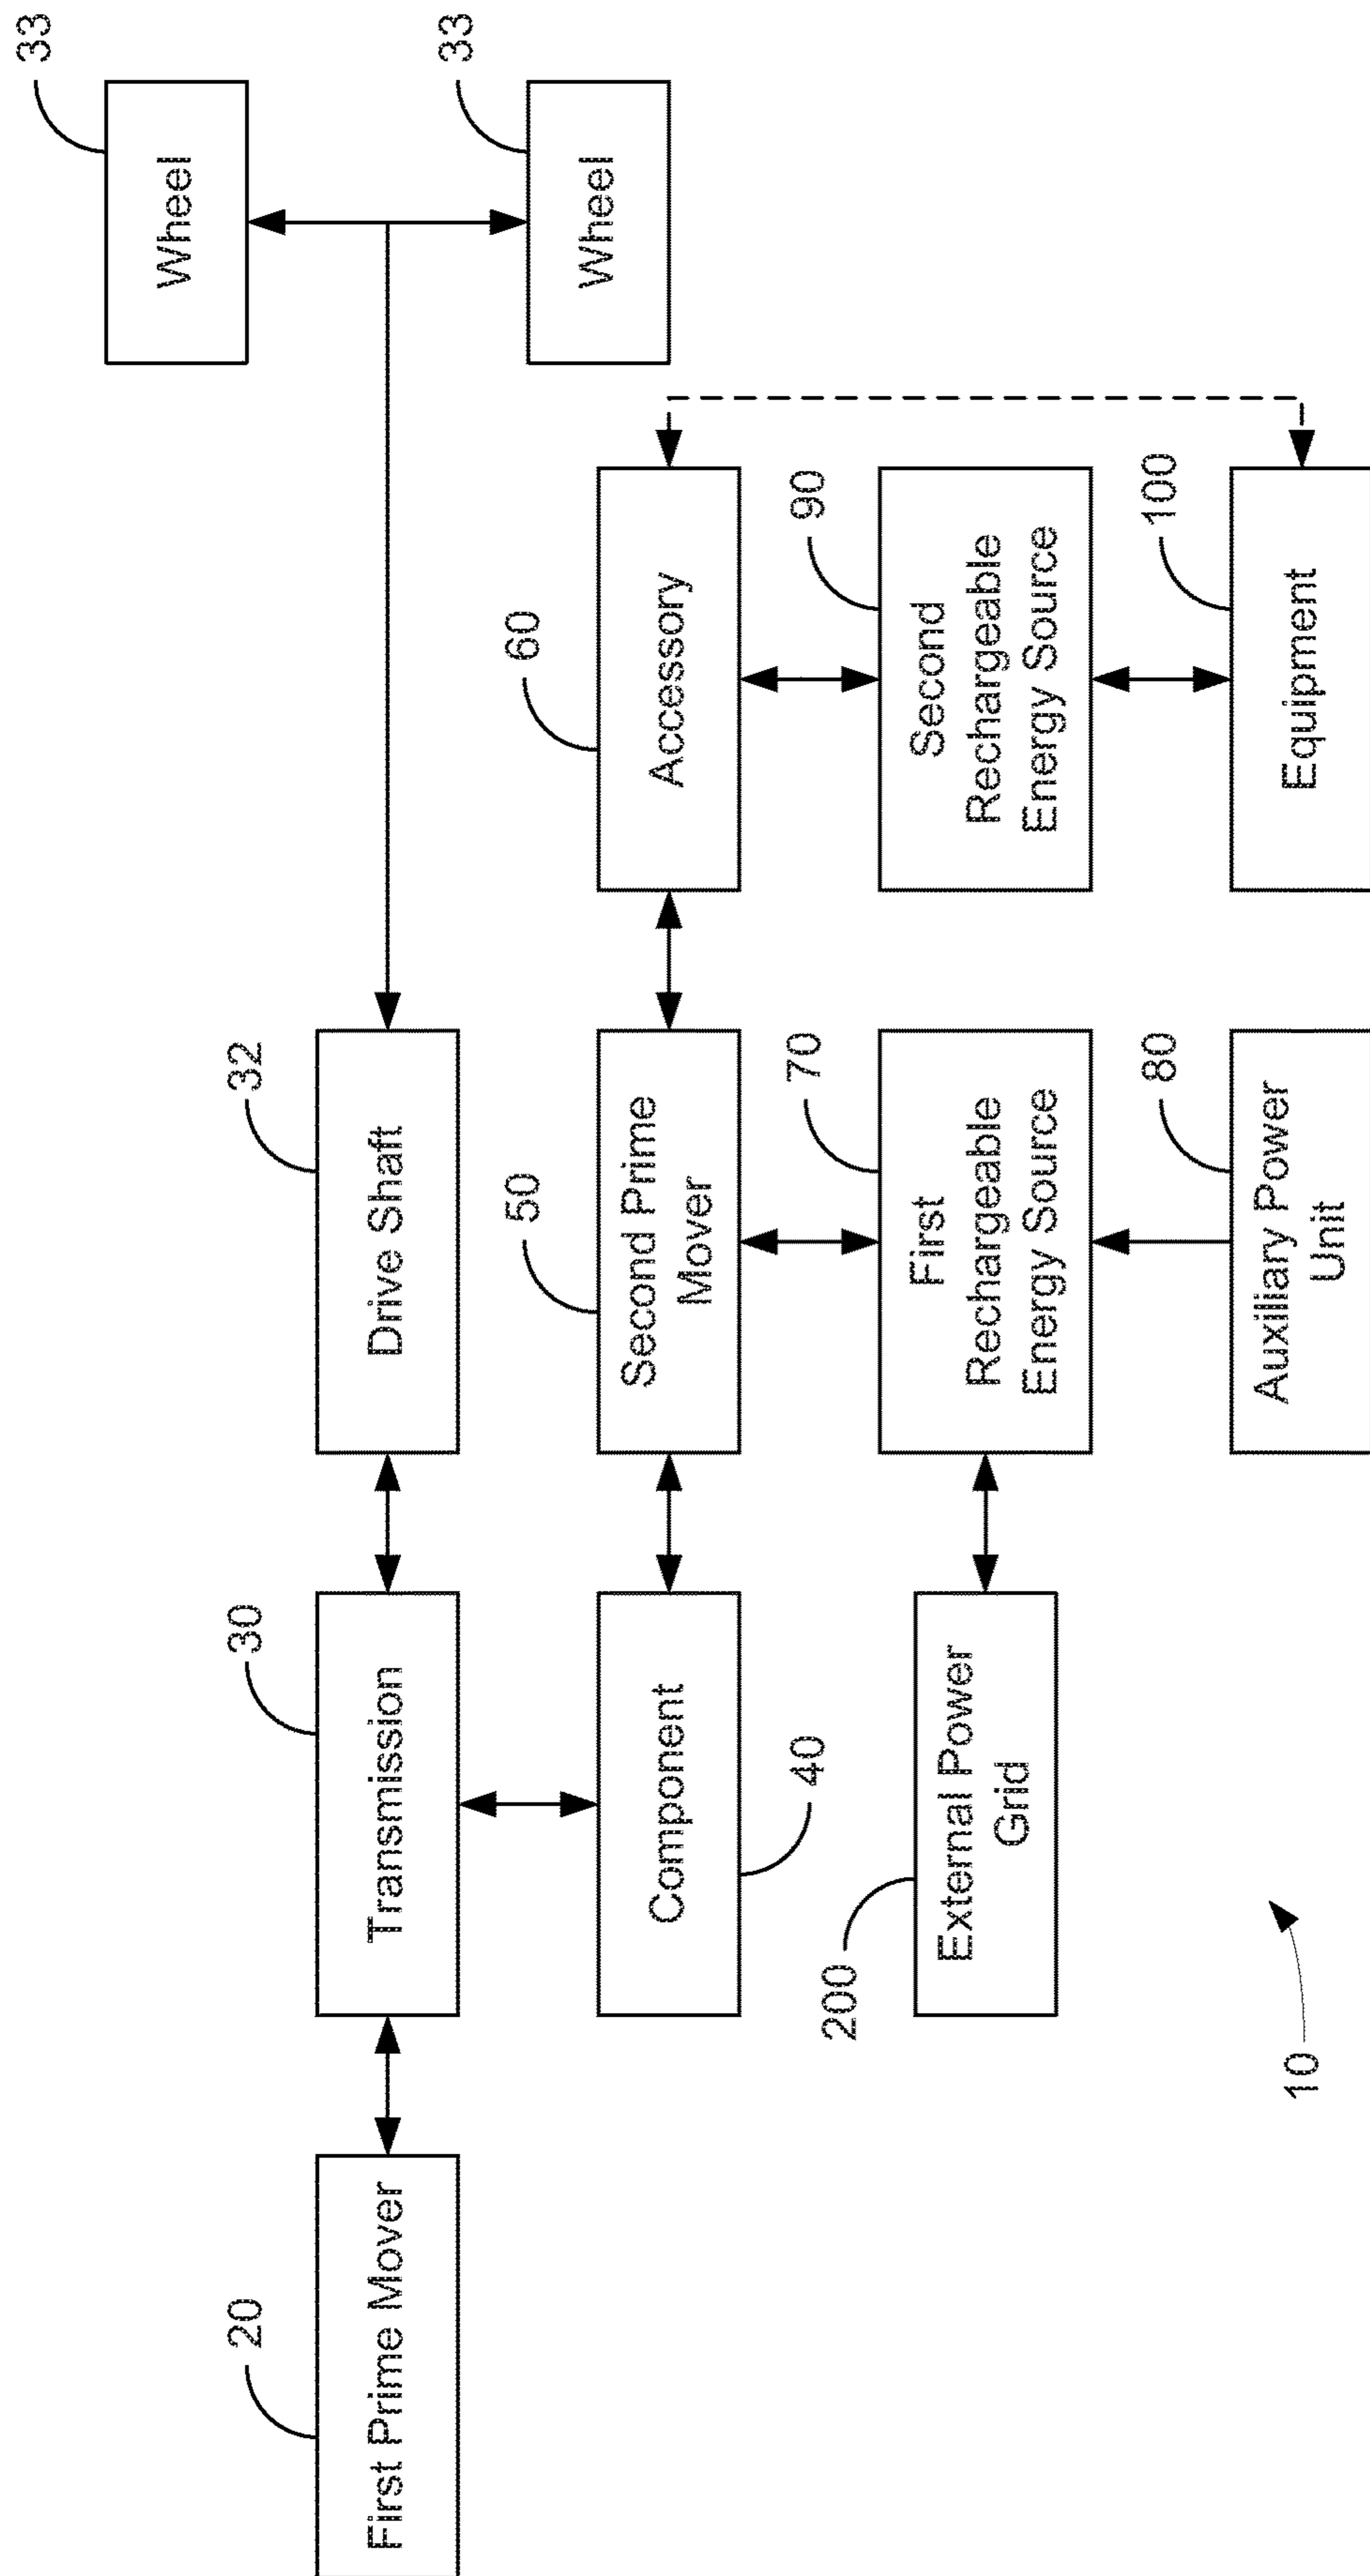 33
Wheel
33
Wheel
20
First Prime Mover
30
Transmission
32
Drive Shaft
40
Component
50
Second Prime
Mover
60
Accessory
200
External Power
Grid
70
First
Rechargeable
Energy Source
90
Second
Rechargeable
Energy Source
80
Auxiliary Power
Unit
100
Equipment
10